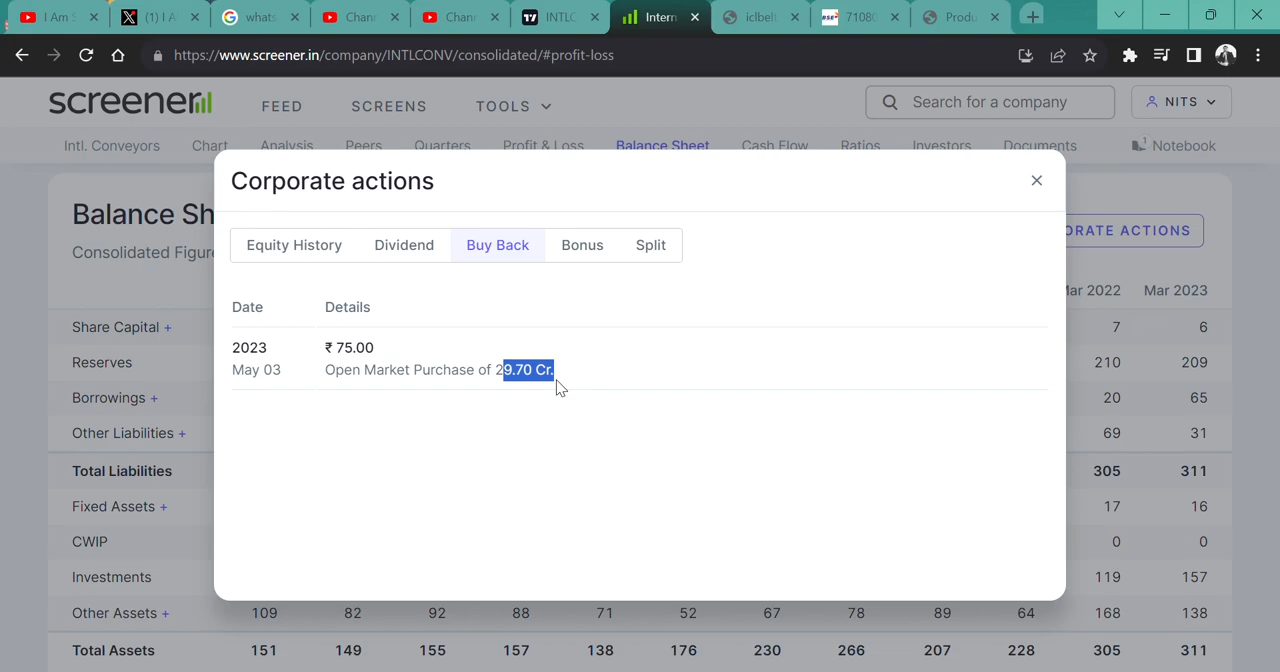 I Am S
(1) I A
whats
Chann
Chann
INTLC
Intern
iclbelt
71080
Produ
https://www.screener.in/company/INTLCONV/consolidated/#profit-loss
screener
FEED SCREENS TOOLS
Search for a company
NITS
Intl. Conveyors Chart Analysis Peers Quarters Profit & Loss Balance Sheet Cash Flow Ratios Investors Documents Notebook
Corporate actions
Balance Sh
Consolidated Figure
ORATE ACTIONS
Equity History Dividend Buy Back Bonus Split
Date Details
2023 ₹ 75.00
May 03 Open Market Purchase of 29.70 Cr.
Mar 2022 Mar 2023
Share Capital + 7 6
Reserves 210 209
Borrowings + 20 65
Other Liabilities + 69 31
Total Liabilities 305 311
Fixed Assets + 17 16
CWIP 0 0
Investments 119 157
Other Assets + 109 82 92 88 71 52 67 78 89 64 168 138
Total Assets 151 149 155 157 138 176 230 266 207 228 305 311